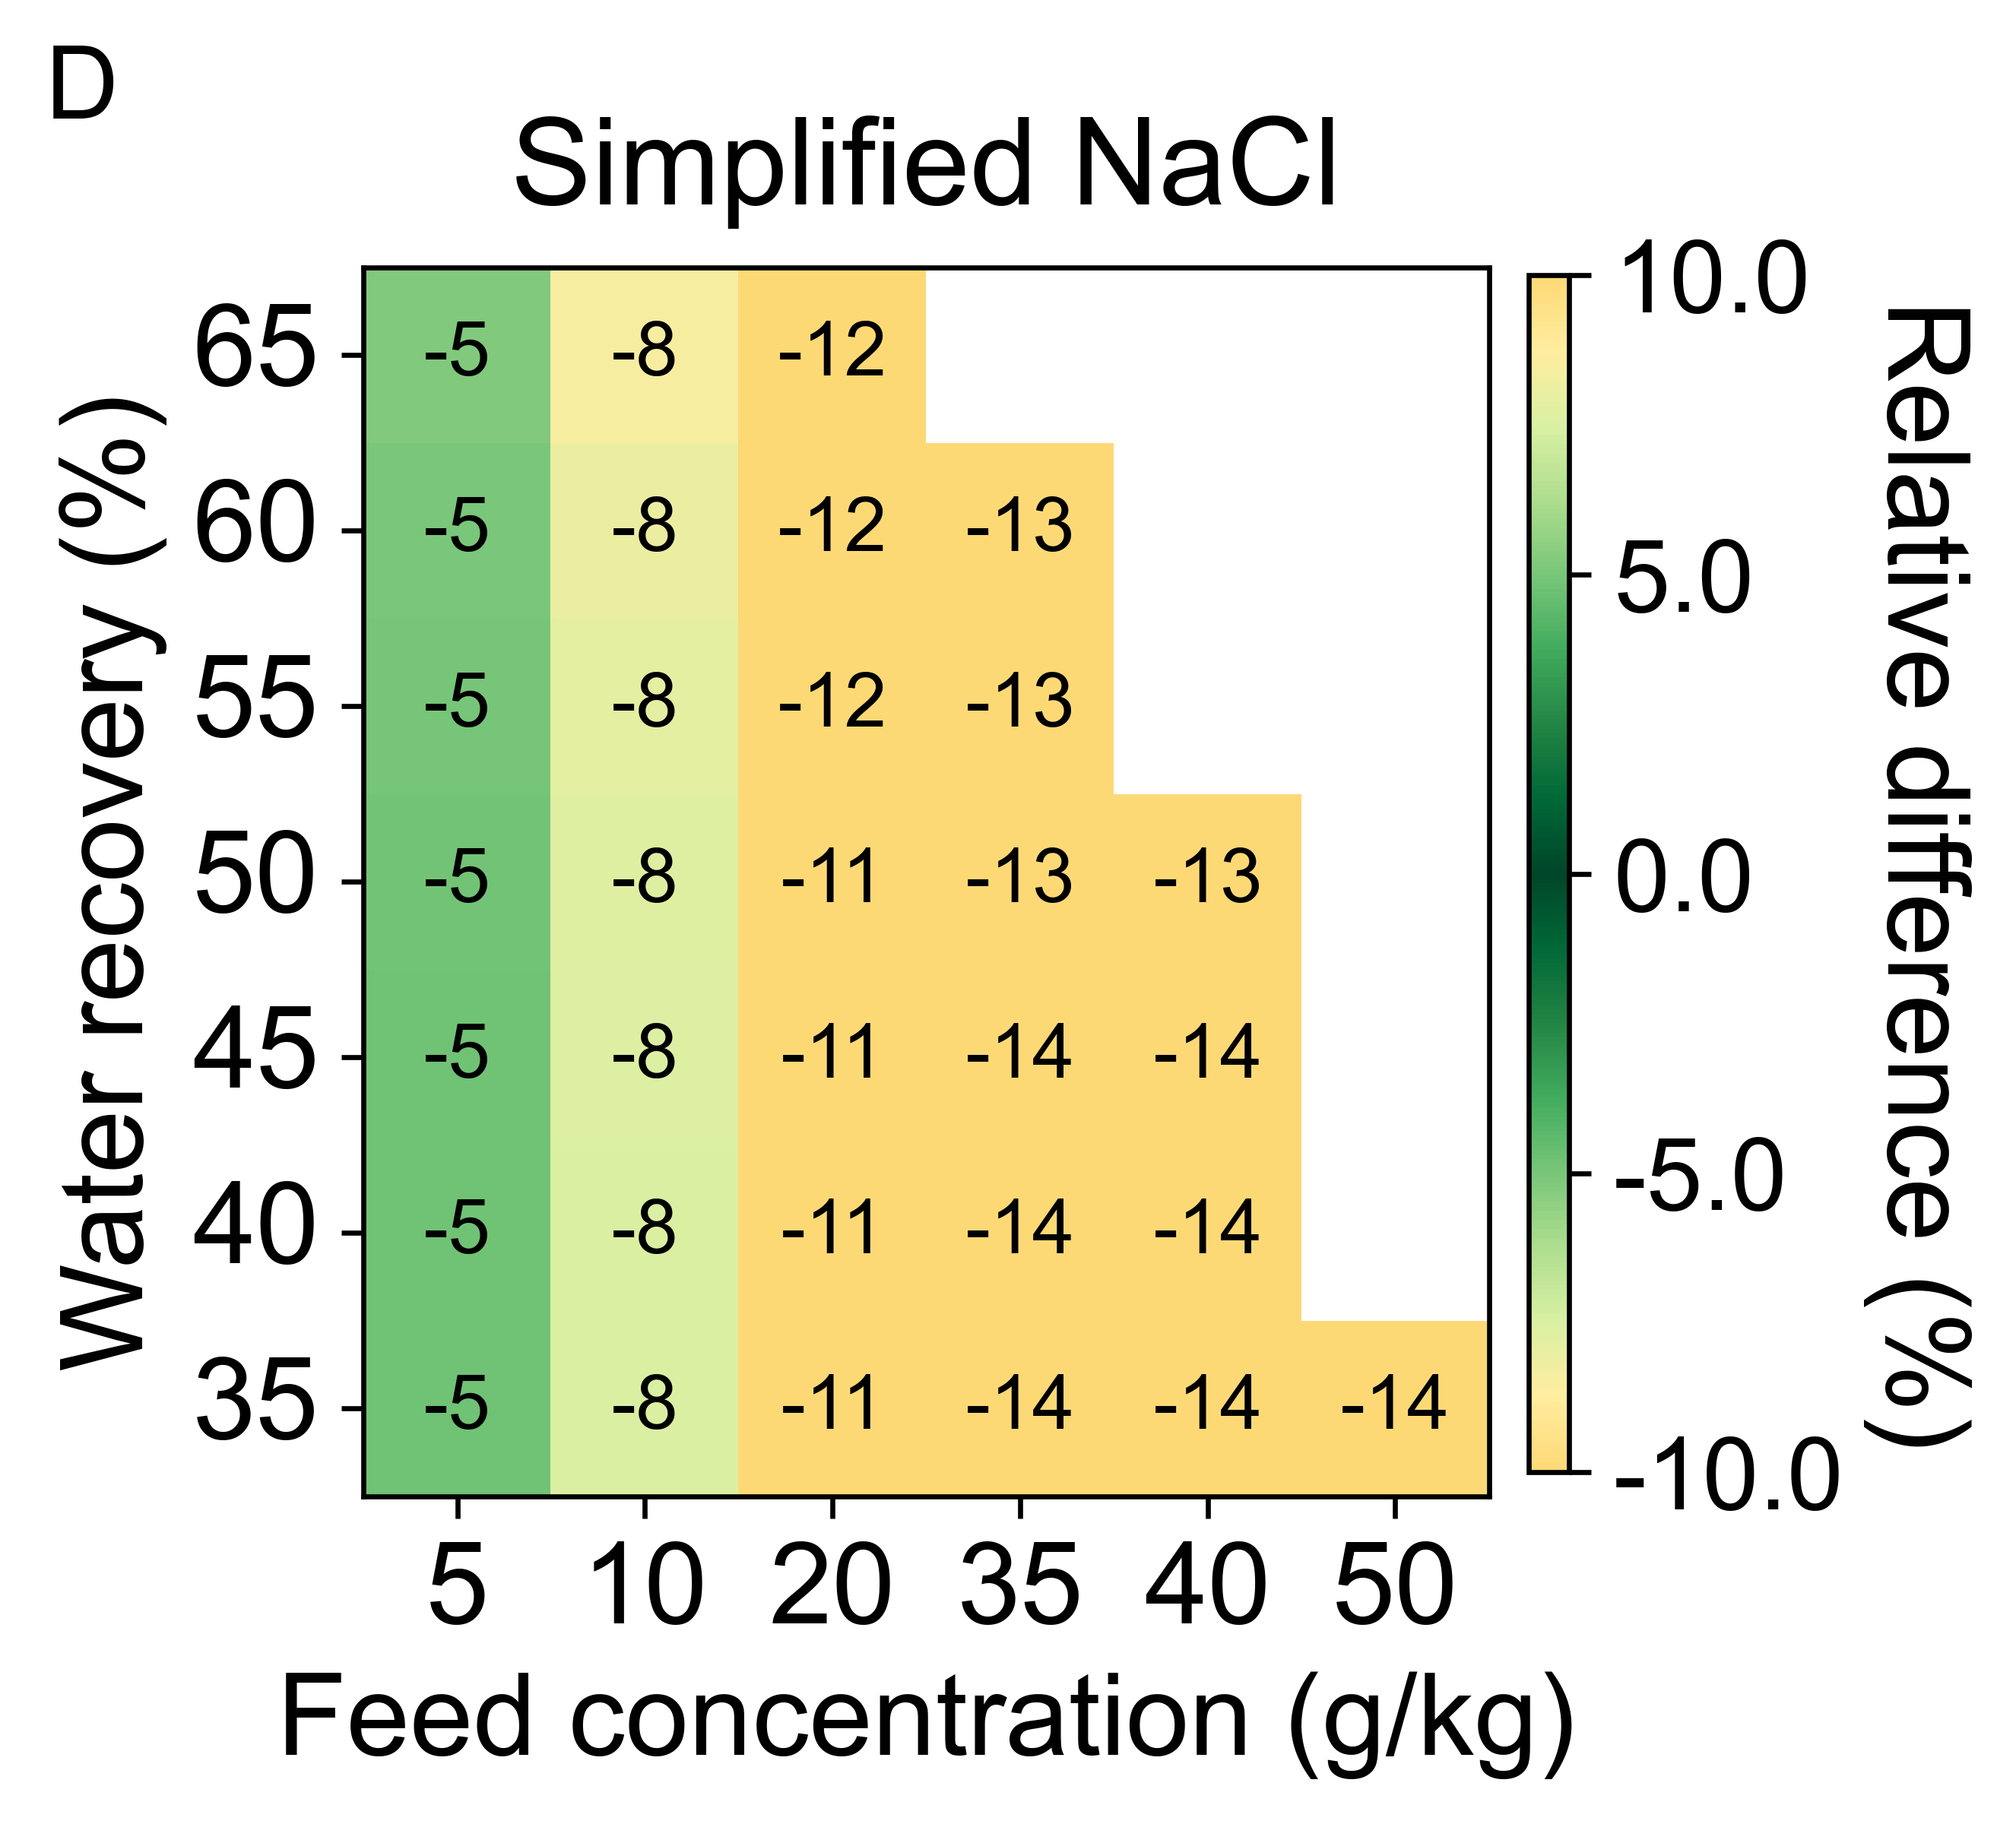 D
Simplified NaCl
65 -5 -8 -12
60 -5 -8 -12 -13
55 -5 -8 -12 -13
50 -5 -8 -11 -13 -13
45 -5 -8 -11 -14 -14
40 -5 -8 -11 -14 -14
35 -5 -8 -11 -14 -14 -14
5 10 20 35 40 50
Feed concentration (g/kg)
Water recovery (%)
10.0
5.0
0.0
-5.0
-10.0
Relative difference (%)